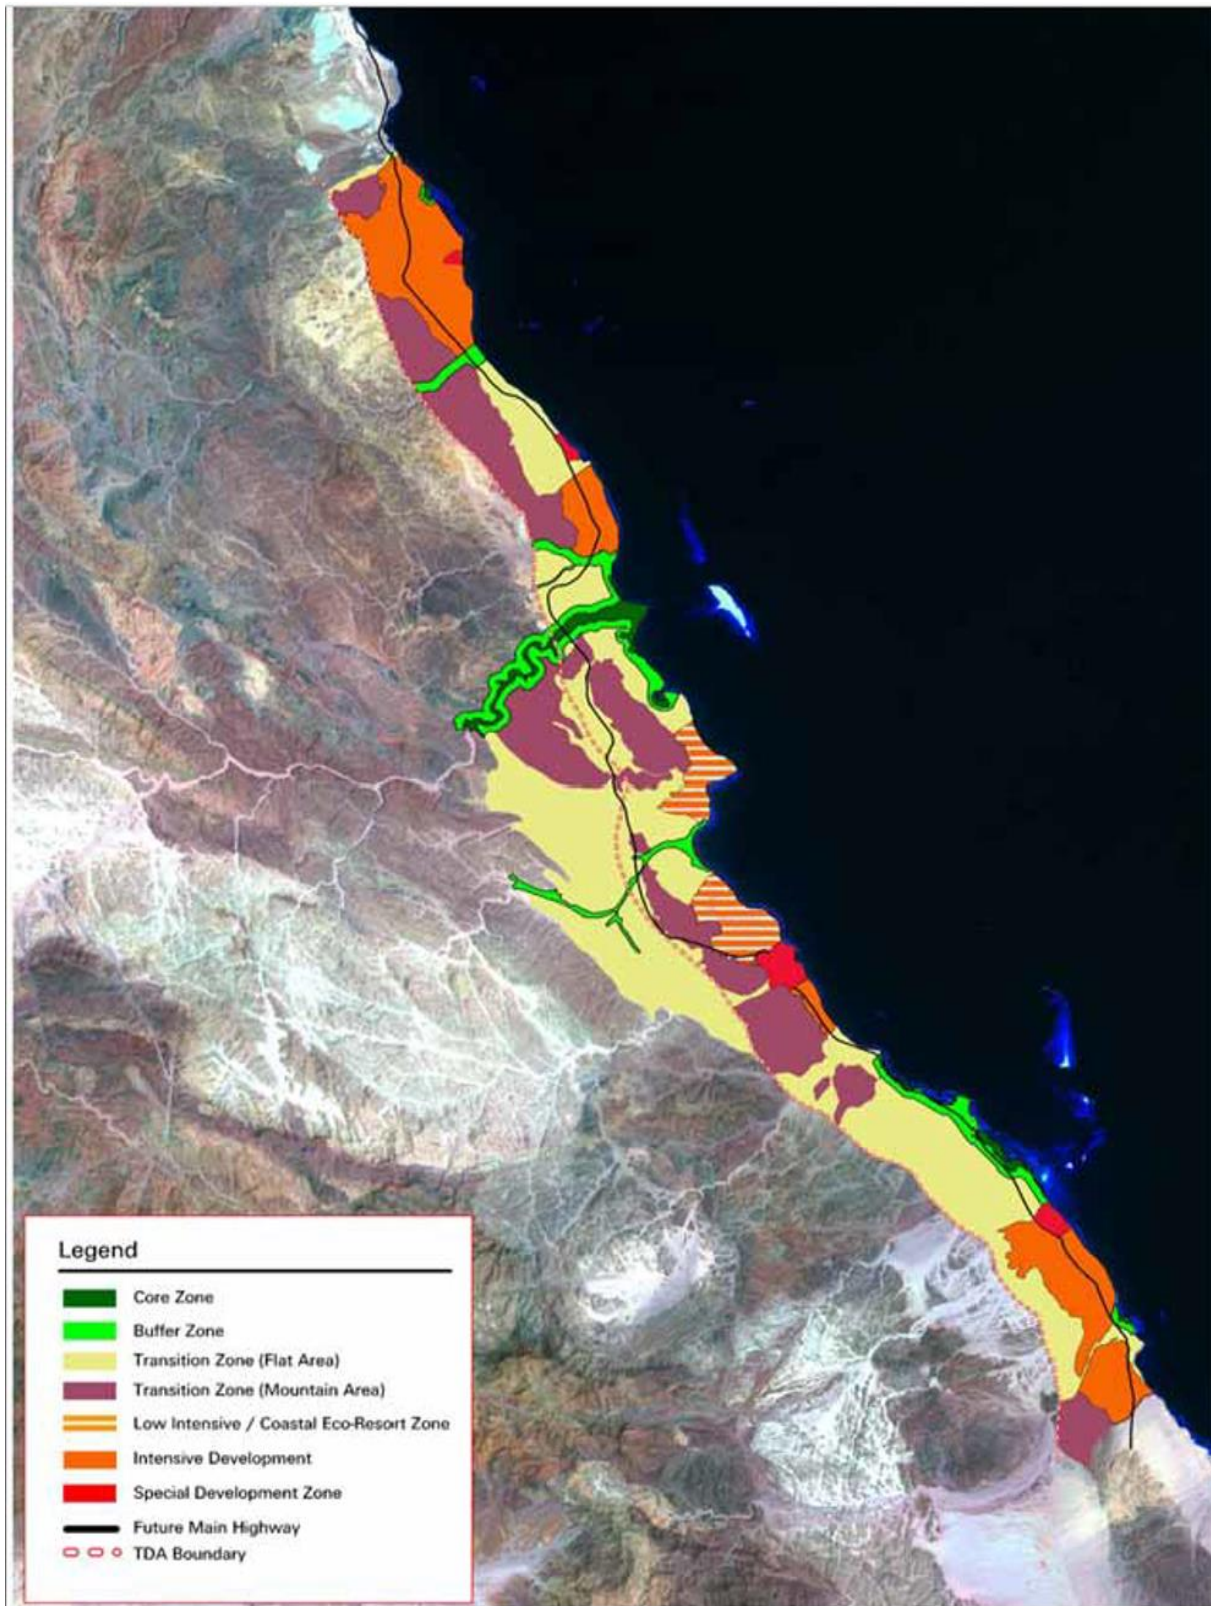 Legend
Core Zone
Buffer Zone
Transition Zone (Flat Area)
Transition Zone (Mountain Area)
Low Intensive / Coastal Eco-Resort Zone
Intensive Development
Special Development Zone
Future Main Highway
TDA Boundary